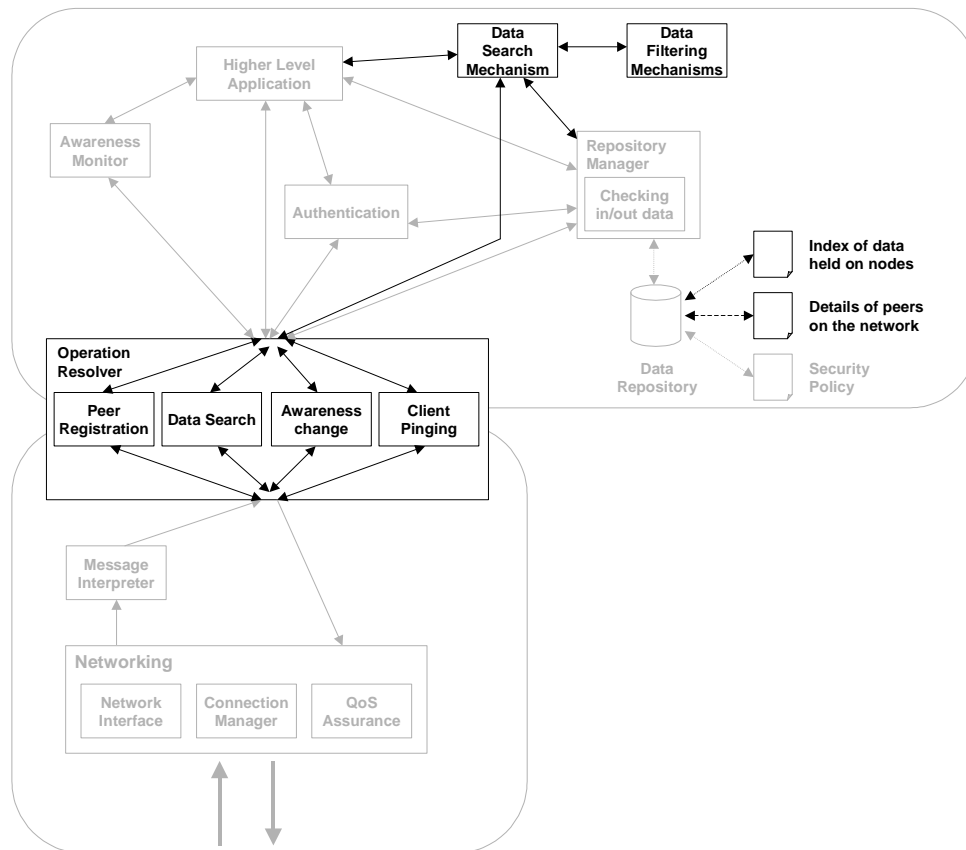 Data
Search
Mechanism
Data
Filtering
Mechanisms
Higher Level
Application
Awareness
Monitor
Repository
Manager
Checking
in/out data
Authentication
Index of data
held on nodes
Details of peers
on the network
Data
Repository
Security
Policy
Operation
Resolver
Peer
Registration
Data Search
Awareness
change
Client
Pinging
Message
Interpreter
Networking
Network
Interface
Connection
Manager
QoS
Assurance